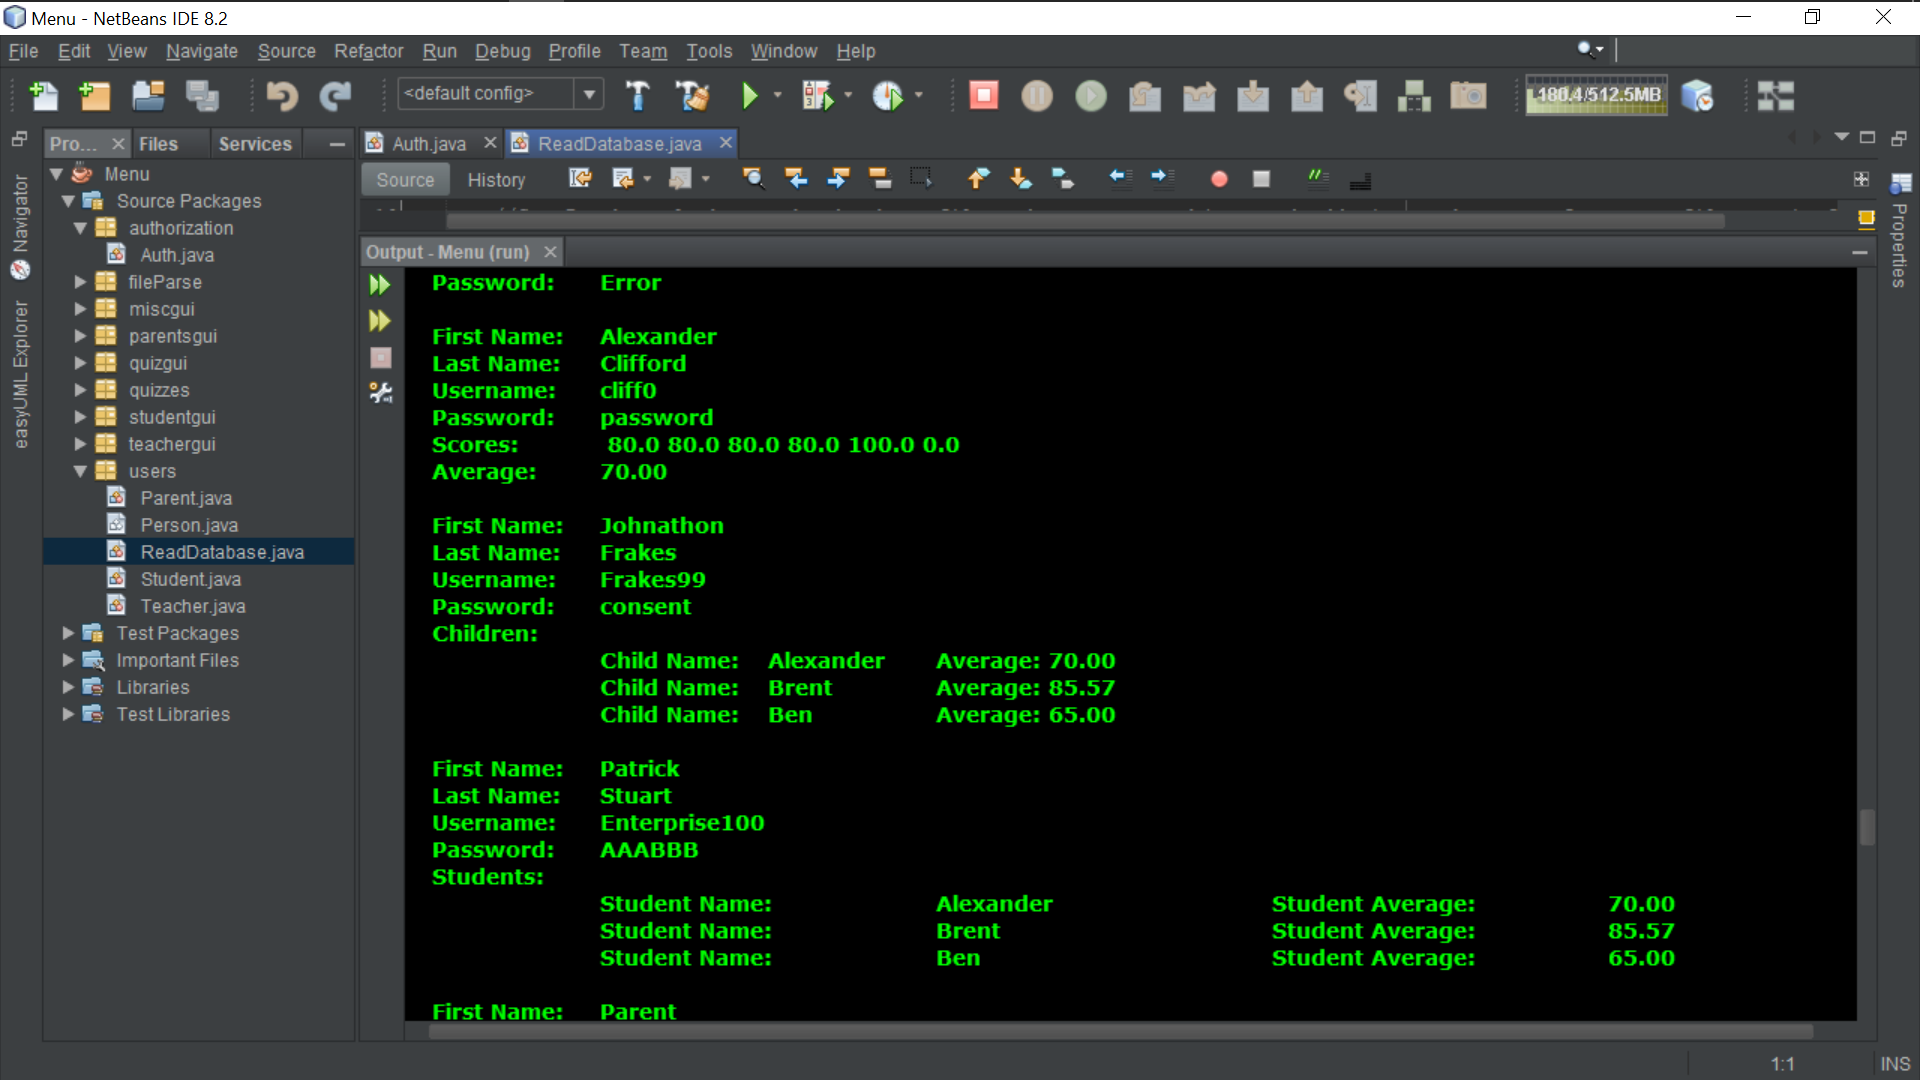 Menu - NetBeans IDE 8.2
File Edit View Navigate Source Refactor Run Debug Profile Team Tools Window Help
<default config>
180.4/512.5MB
Pro... Files Services
Auth.java ReadDatabase.java
Source History
Navigator
easyUML Explorer
Menu
Source Packages
authorization
Auth.java
fileParse
miscgui
parentsgui
quizgui
quizzes
studentgui
teachergui
users
Parent.java
Person.java
ReadDatabase.java
Student.java
Teacher.java
Test Packages
Important Files
Libraries
Test Libraries
Output - Menu (run)
Password: Error
First Name: Alexander
Last Name: Clifford
Username: cliff0
Password: password
Scores: 80.0 80.0 80.0 80.0 100.0 0.0
Average: 70.00
First Name: Johnathon
Last Name: Frakes
Username: Frakes99
Password: consent
Children:
Child Name: Alexander Average: 70.00
Child Name: Brent Average: 85.57
Child Name: Ben Average: 65.00
First Name: Patrick
Last Name: Stuart
Username: Enterprise100
Password: AAABBB
Students:
Student Name: Alexander Student Average: 70.00
Student Name: Brent Student Average: 85.57
Student Name: Ben Student Average: 65.00
First Name: Parent
Properties
1:1 INS